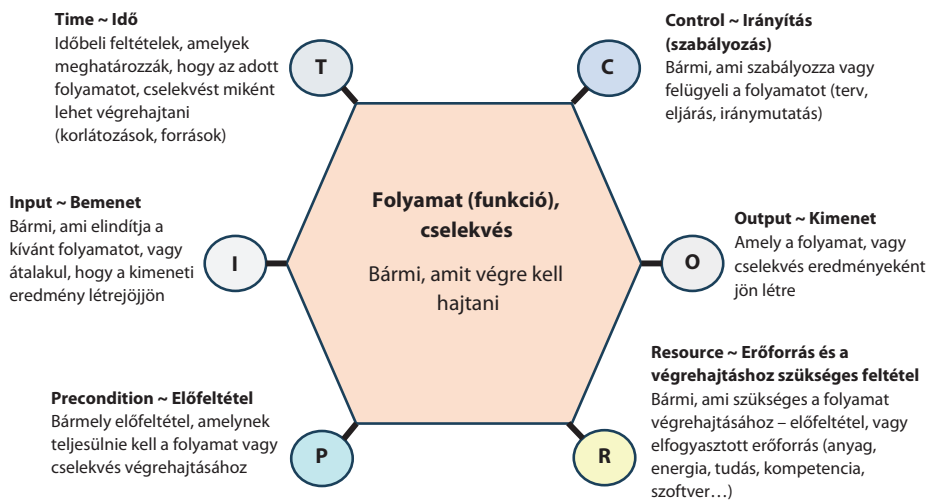 Time ~ Idő
Időbeli feltételek, amelyek
meghatározzák, hogy az adott
folyamatot, cselekvést miként
lehet végrehajtani
(korlátozások, források)
T
C
Control ~ Irányítás
(szabályozás)
Bármi, ami szabályozza vagy
felügyeli a folyamatot (terv,
eljárás, iránymutatás)
Input ~ Bemenet
Bármi, ami elindítja a
kívánt folyamatot, vagy
átalakul, hogy a kimeneti
eredmény létrejöjjön
I
Folyamat (funkció),
cselekvés
Bármi, amit végre kell
hajtani
O
Output ~ Kimenet
Amely a folyamat, vagy
cselekvés eredményeként
jön létre
Precondition ~ Előfeltétel
Bármely előfeltétel, amelynek
teljesülnie kell a folyamat vagy
cselekvés végrehajtásához
P
R
Resource ~ Erőforrás és a
végrehajtáshoz szükséges feltétel
Bármi, ami szükséges a folyamat
végrehajtásához – előfeltétel, vagy
elfogyasztott erőforrás (anyag,
energia, tudás, kompetencia,
szoftver…)